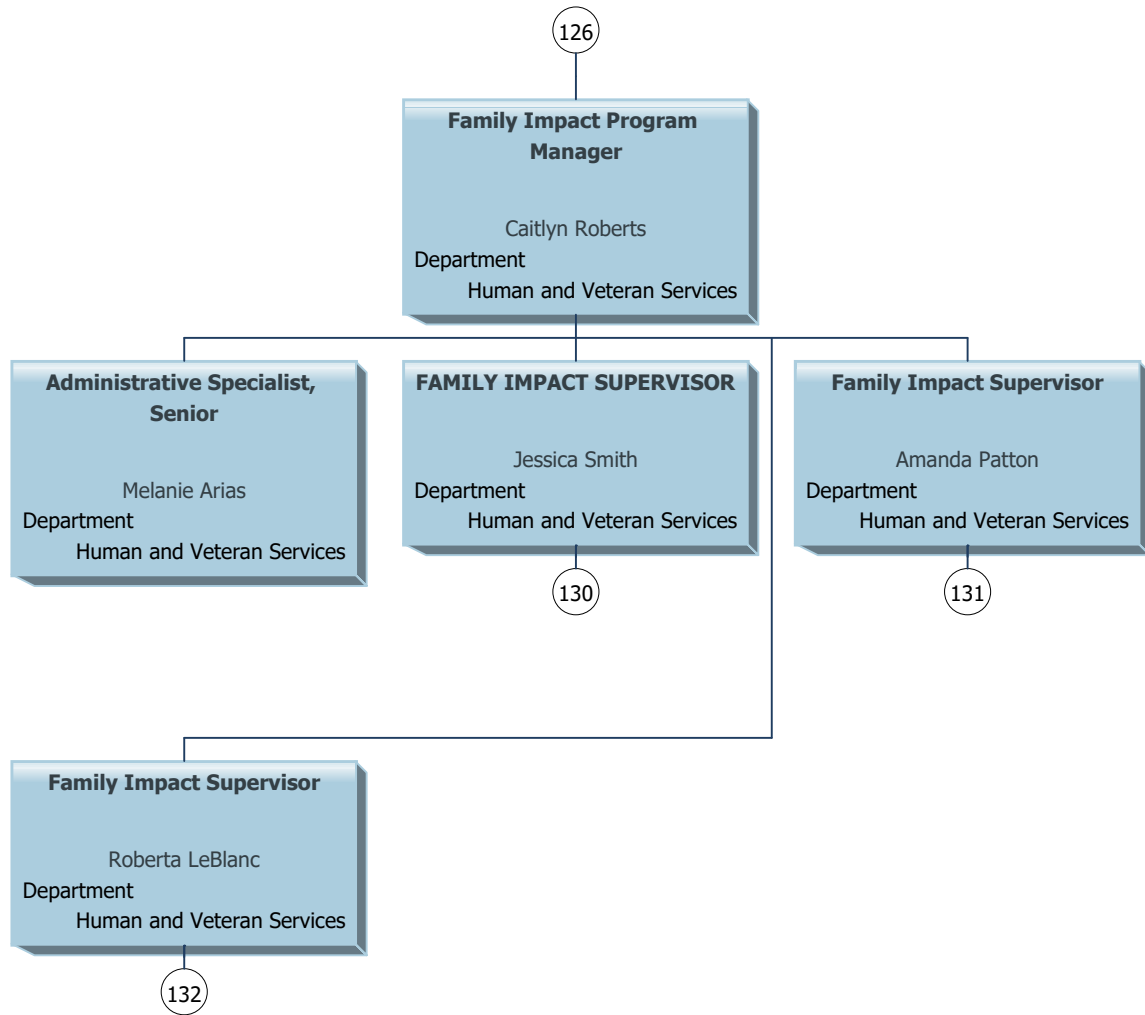 126
Family Impact Program
Manager
Caitlyn Roberts
Department
Human and Veteran Services
Administrative Specialist,
Senior
Melanie Arias
Department
Human and Veteran Services
FAMILY IMPACT SUPERVISOR
Jessica Smith
Department
Human and Veteran Services
130
Family Impact Supervisor
Amanda Patton
Department
Human and Veteran Services
131
Family Impact Supervisor
Roberta LeBlanc
Department
Human and Veteran Services
132